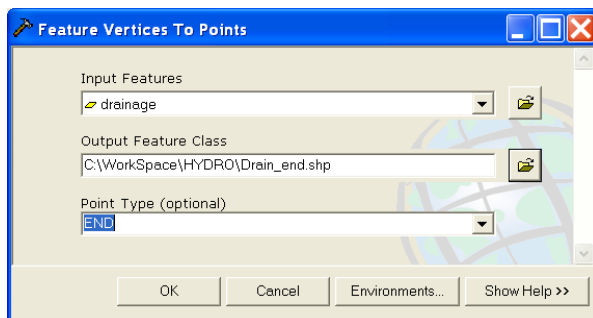 Feature Vertices To Points
Input Features
drainage
Output Feature Class
C:\WorkSpace\HYDRO\Drain_end.shp
Point Type (optional)
END
OK Cancel Environments... Show Help >>